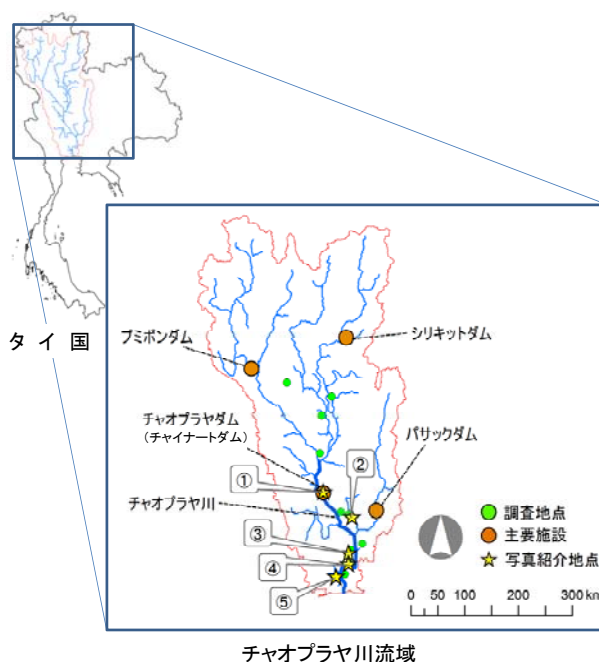 タイ国
ブミポンダム
シリキットダム
チャオプラヤダム
(チャイナートダム)
パサックダム
①
②
チャオプラヤ川
③
④
⑤
調査地点
主要施設
写真紹介地点
0 50 100 200 300 km
チャオプラヤ川流域